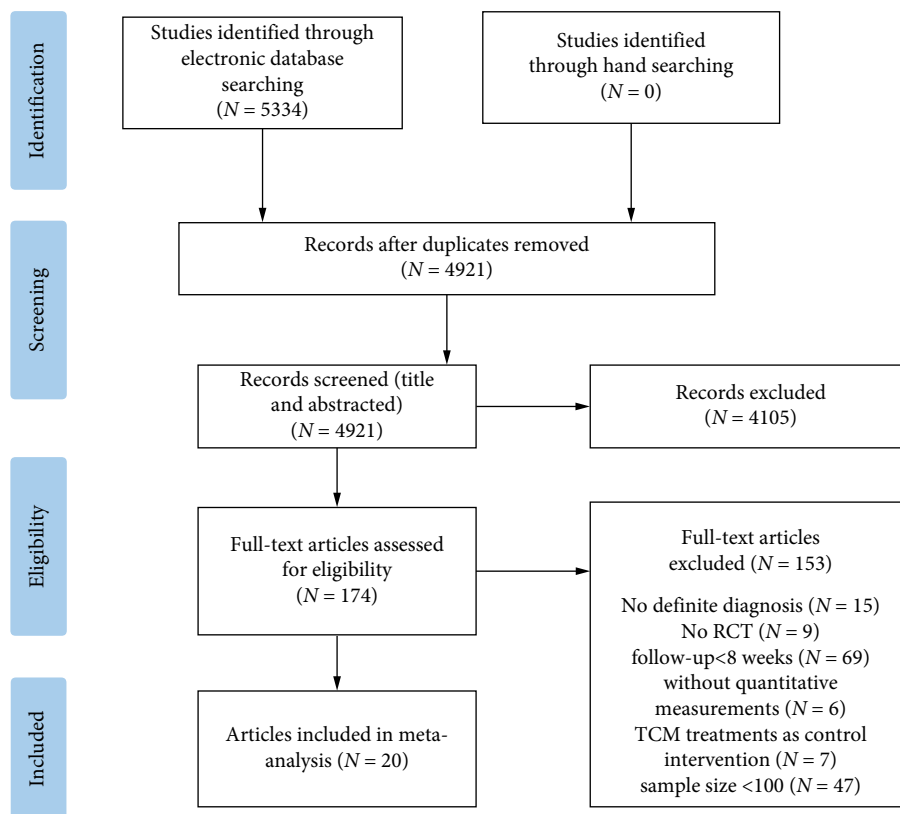 Identification
Studies identified through
electronic database
searching
(N = 5334)
Studies identified
through hand searching
(N = 0)
Screening
Records after duplicates removed
(N = 4921)
Records screened (title
and abstracted)
(N = 4921)
Records excluded
(N = 4105)
Eligibility
Full-text articles assessed
for eligibility
(N = 174)
Full-text articles
excluded (N = 153)
No definite diagnosis (N = 15)
No RCT (N = 9)
follow-up<8 weeks (N = 69)
without quantitative
measurements (N = 6)
TCM treatments as control
intervention (N = 7)
sample size <100 (N = 47)
Included
Articles included in meta-
analysis (N = 20)